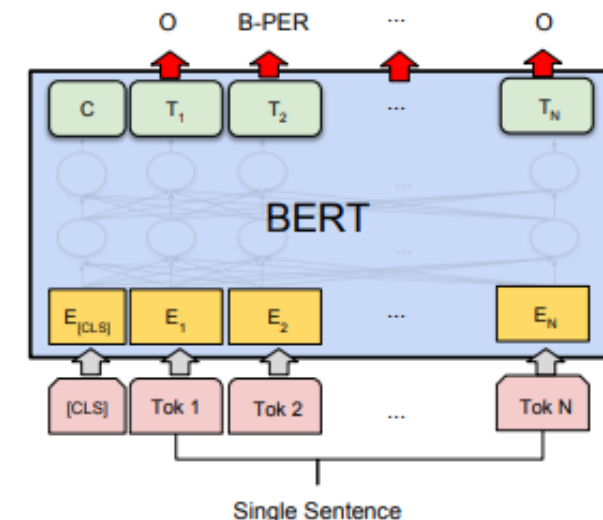 O B-PER ... O
C T1 T2 ... TN
...
BERT
...
E[CLS] E1 E2 ... EN
[CLS] Tok 1 Tok 2 ... Tok N
Single Sentence